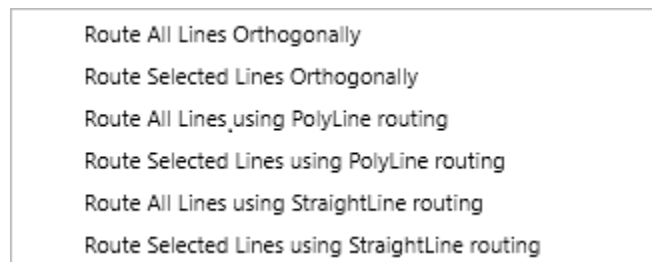 Route All Lines Orthogonally
Route Selected Lines Orthogonally
Route All Lines using PolyLine routing
Route Selected Lines using PolyLine routing
Route All Lines using StraightLine routing
Route Selected Lines using StraightLine routing